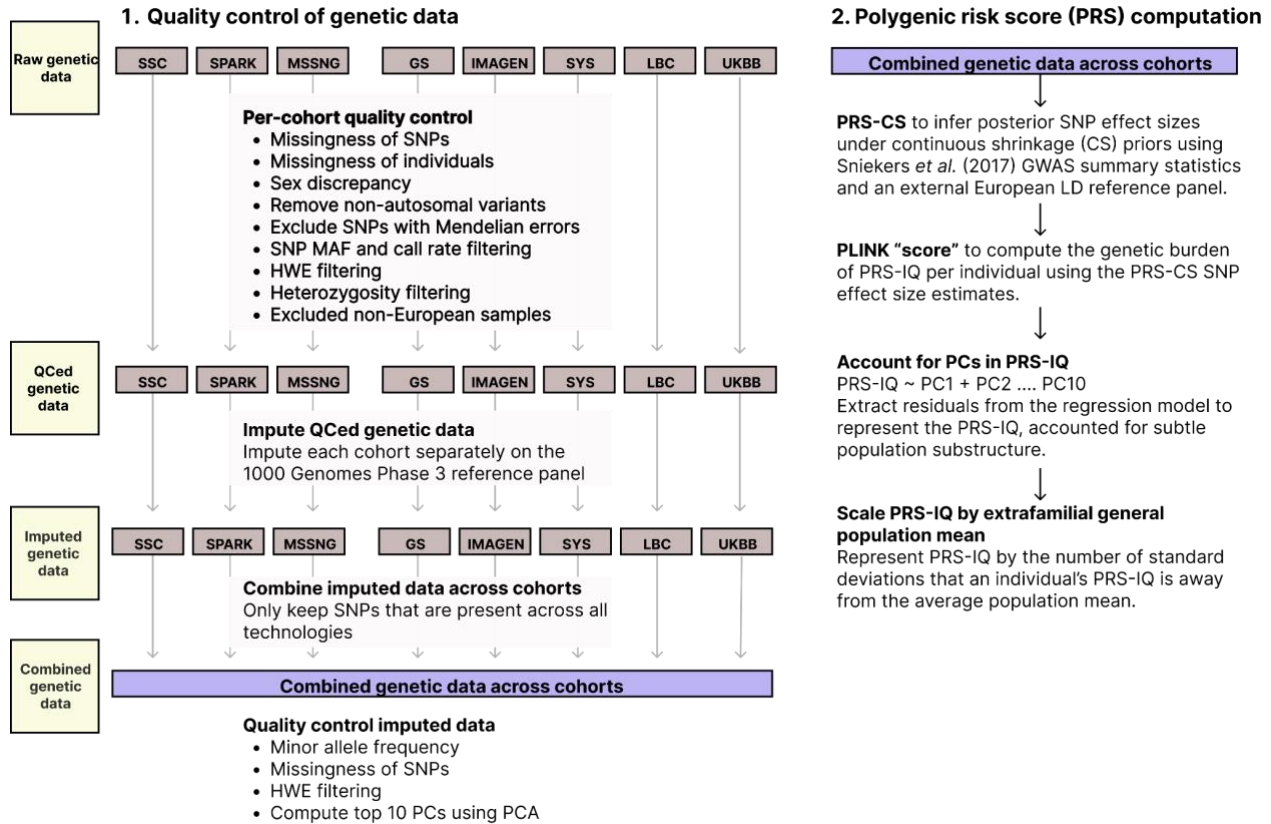 1. Quality control of genetic data
Raw genetic
data
SSC
SPARK
MSSNG
GS
IMAGEN
SYS
LBC
UKBB
Per-cohort quality control
• Missingness of SNPs
• Missingness of individuals
• Sex discrepancy
• Remove non-autosomal variants
• Exclude SNPs with Mendelian errors
• SNP MAF and call rate filtering
• HWE filtering
• Heterozygosity filtering
• Excluded non-European samples
QCed
genetic
data
SSC
SPARK
MSSNG
GS
IMAGEN
SYS
LBC
UKBB
Impute QCed genetic data
Impute each cohort separately on the
1000 Genomes Phase 3 reference panel
Imputed
genetic
data
SSC
SPARK
MSSNG
GS
IMAGEN
SYS
LBC
UKBB
Combine imputed data across cohorts
Only keep SNPs that are present across all
technologies
Combined
genetic
data
Combined genetic data across cohorts
Quality control imputed data
• Minor allele frequency
• Missingness of SNPs
• HWE filtering
• Compute top 10 PCs using PCA
2. Polygenic risk score (PRS) computation
Combined genetic data across cohorts
PRS-CS to infer posterior SNP effect sizes
under continuous shrinkage (CS) priors using
Sniekers et al. (2017) GWAS summary statistics
and an external European LD reference panel.
PLINK “score” to compute the genetic burden
of PRS-IQ per individual using the PRS-CS SNP
effect size estimates.
Account for PCs in PRS-IQ
PRS-IQ ~ PC1 + PC2 .... PC10
Extract residuals from the regression model to
represent the PRS-IQ, accounted for subtle
population substructure.
Scale PRS-IQ by extrafamilial general
population mean
Represent PRS-IQ by the number of standard
deviations that an individual’s PRS-IQ is away
from the average population mean.